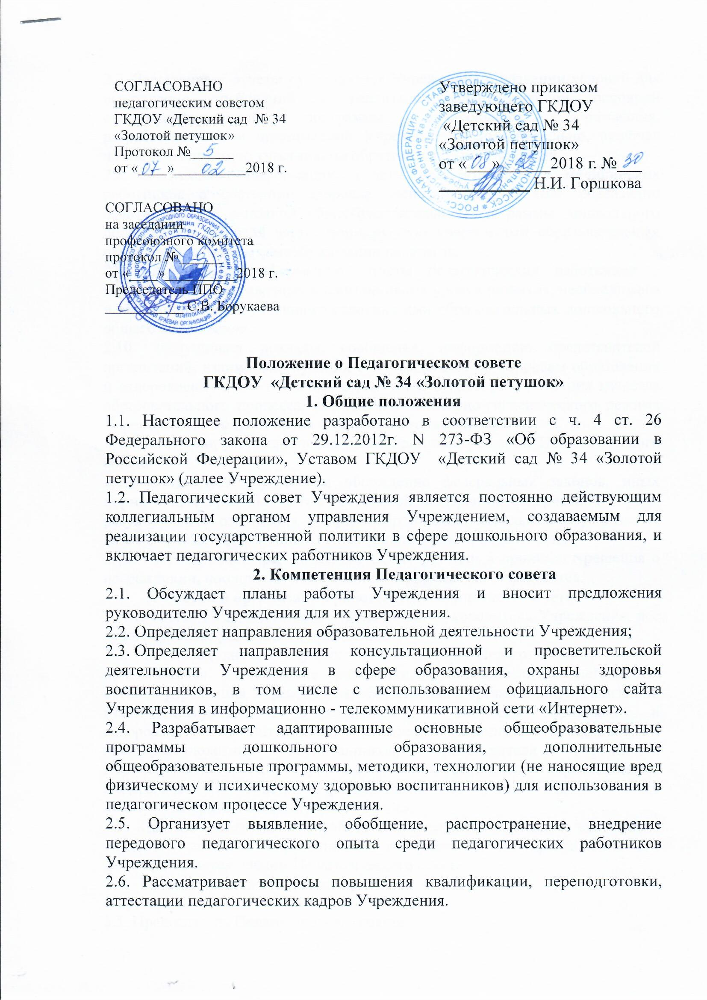 СОГЛАСОВАНО
педагогическим советом
ГКДОУ «Детский сад № 34
«Золотой петушок»
Протокол № 5
от «07» 02 2018 г.
Утверждено приказом
заведующего ГКДОУ
«Детский сад № 34
«Золотой петушок»
от «08» 2018 г. № 30
Н.И. Горшкова
СОГЛАСОВАНО
на заседании
профсоюзного комитета
протокол №
от « » 2018 г.
Председатель ППО
С.В. Борукаева
Положение о Педагогическом совете
ГКДОУ «Детский сад № 34 «Золотой петушок»
1. Общие положения
1.1. Настоящее положение разработано в соответствии с ч. 4 ст. 26
Федерального закона от 29.12.2012г. N 273-ФЗ «Об образовании в
Российской Федерации», Уставом ГКДОУ «Детский сад № 34 «Золотой
петушок» (далее Учреждение).
1.2. Педагогический совет Учреждения является постоянно действующим
коллегиальным органом управления Учреждением, создаваемым для
реализации государственной политики в сфере дошкольного образования, и
включает педагогических работников Учреждения.
2. Компетенция Педагогического совета
2.1. Обсуждает планы работы Учреждения и вносит предложения
руководителю Учреждения для их утверждения.
2.2. Определяет направления образовательной деятельности Учреждения;
2.3. Определяет направления консультационной и просветительской
деятельности Учреждения в сфере образования, охраны здоровья
воспитанников, в том числе с использованием официального сайта
Учреждения в информационно - телекоммуникативной сети «Интернет».
2.4. Разрабатывает адаптированные основные общеобразовательные
программы дошкольного образования, дополнительные
общеобразовательные программы, методики, технологии (не наносящие вред
физическому и психическому здоровью воспитанников) для использования в
педагогическом процессе Учреждения.
2.5. Организует выявление, обобщение, распространение, внедрение
передового педагогического опыта среди педагогических работников
Учреждения.
2.6. Рассматривает вопросы повышения квалификации, переподготовки,
аттестации педагогических кадров Учреждения.